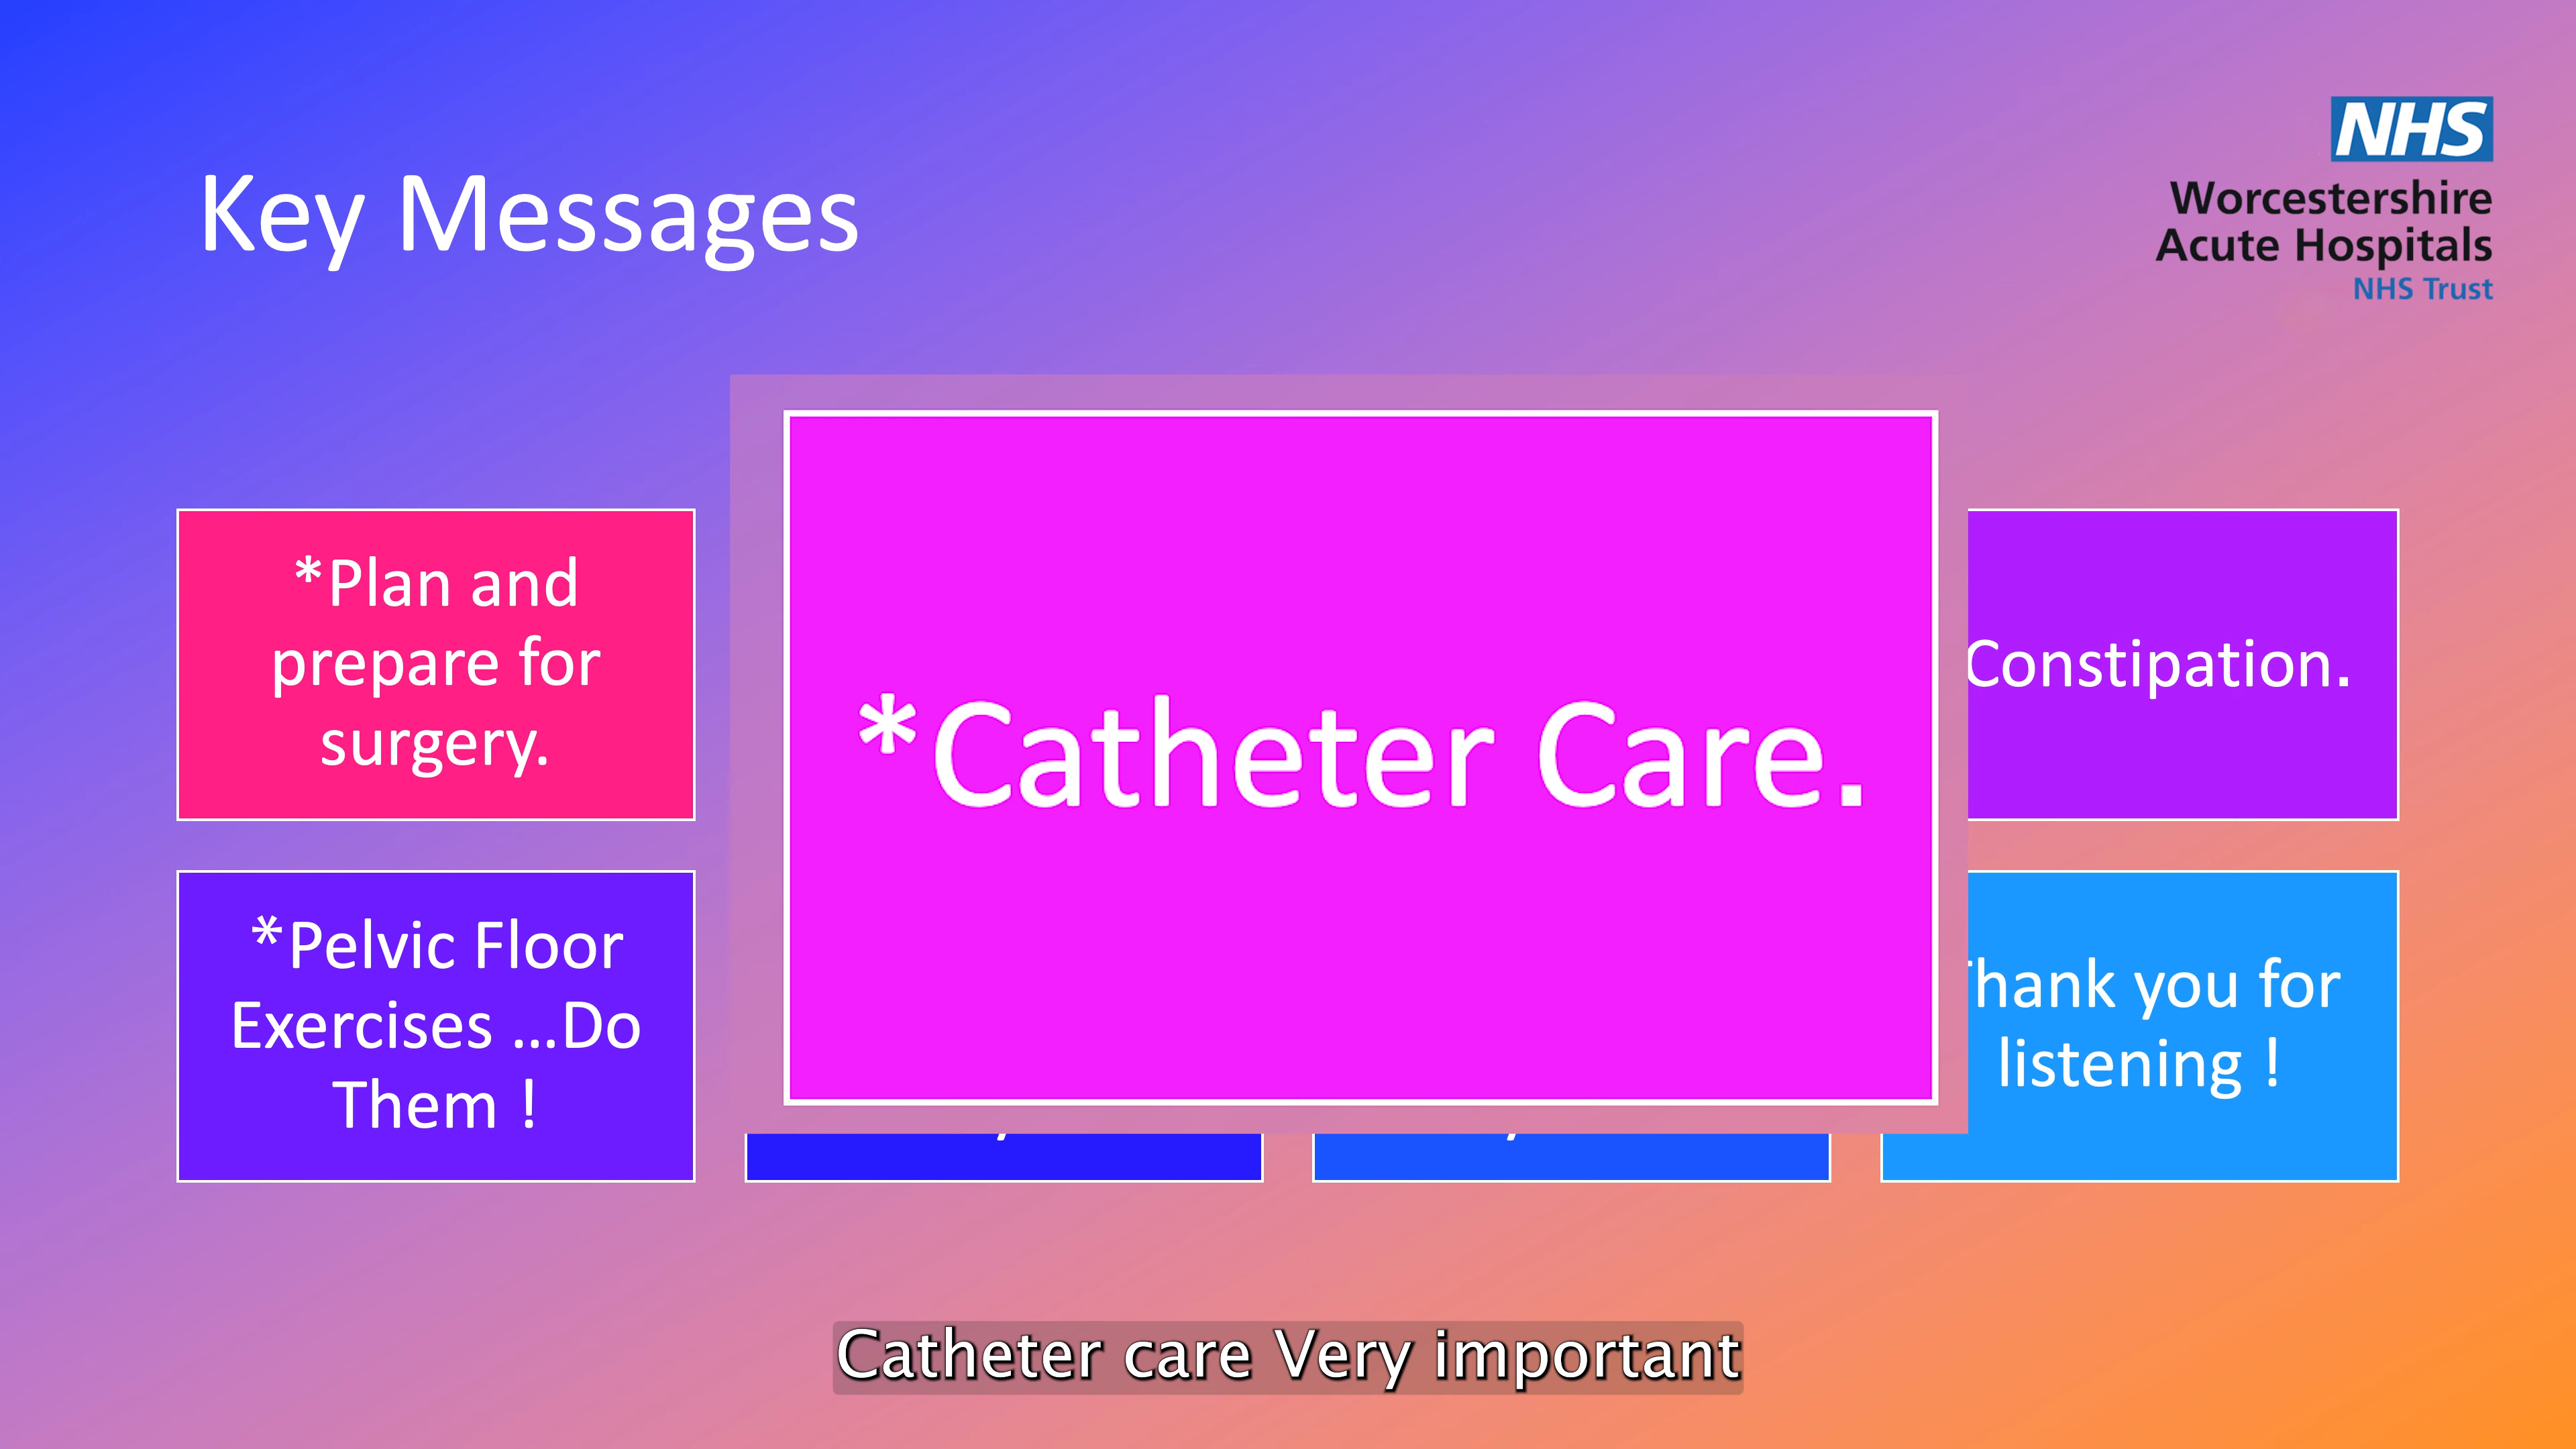 Key Messages
NHS
Worcestershire
Acute Hospitals
NHS Trust
*Plan and
prepare for
surgery.
*Catheter Care.
Constipation.
*Pelvic Floor
Exercises ...Do
Them !
Thank you for
listening !
Catheter care Very important